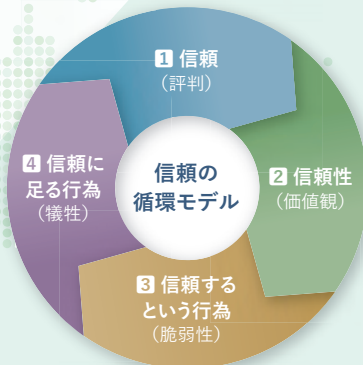 1 信頼
（評判）
2 信頼性
（価値観）
3 信頼する
という行為
（脆弱性）
4 信頼に
足る行為
（犠牲）
信頼の
循環モデル